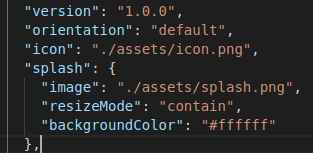 "version": "1.0.0",
"orientation": "default",
"icon": "./assets/icon.png",
"splash": {
"image": "./assets/splash.png",
"resizeMode": "contain",
"backgroundColor": "#ffffff"
},